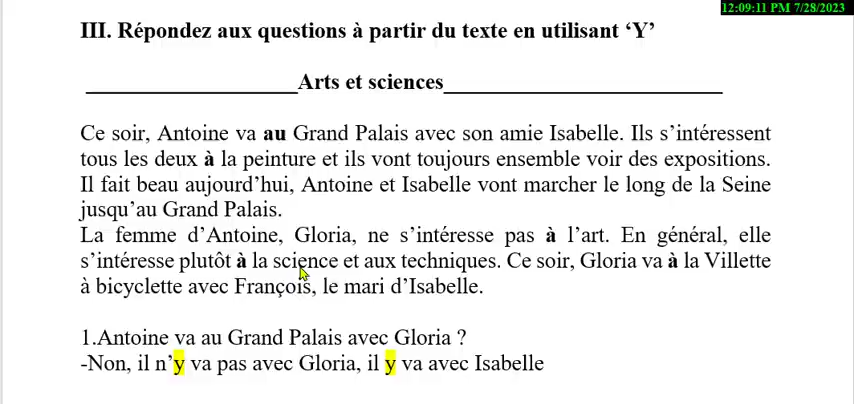 12:09:11 PM 7/28/2023
III. Répondez aux questions à partir du texte en utilisant ‘Y’
___________________Arts et sciences_________________________
Ce soir, Antoine va au Grand Palais avec son amie Isabelle. Ils s’intéressent
tous les deux à la peinture et ils vont toujours ensemble voir des expositions.
Il fait beau aujourd’hui, Antoine et Isabelle vont marcher le long de la Seine
jusqu’au Grand Palais.
La femme d’Antoine, Gloria, ne s’intéresse pas à l’art. En général, elle
s’intéresse plutôt à la science et aux techniques. Ce soir, Gloria va à la Villette
à bicyclette avec François, le mari d’Isabelle.
1.Antoine va au Grand Palais avec Gloria ?
-Non, il n’y va pas avec Gloria, il y va avec Isabelle